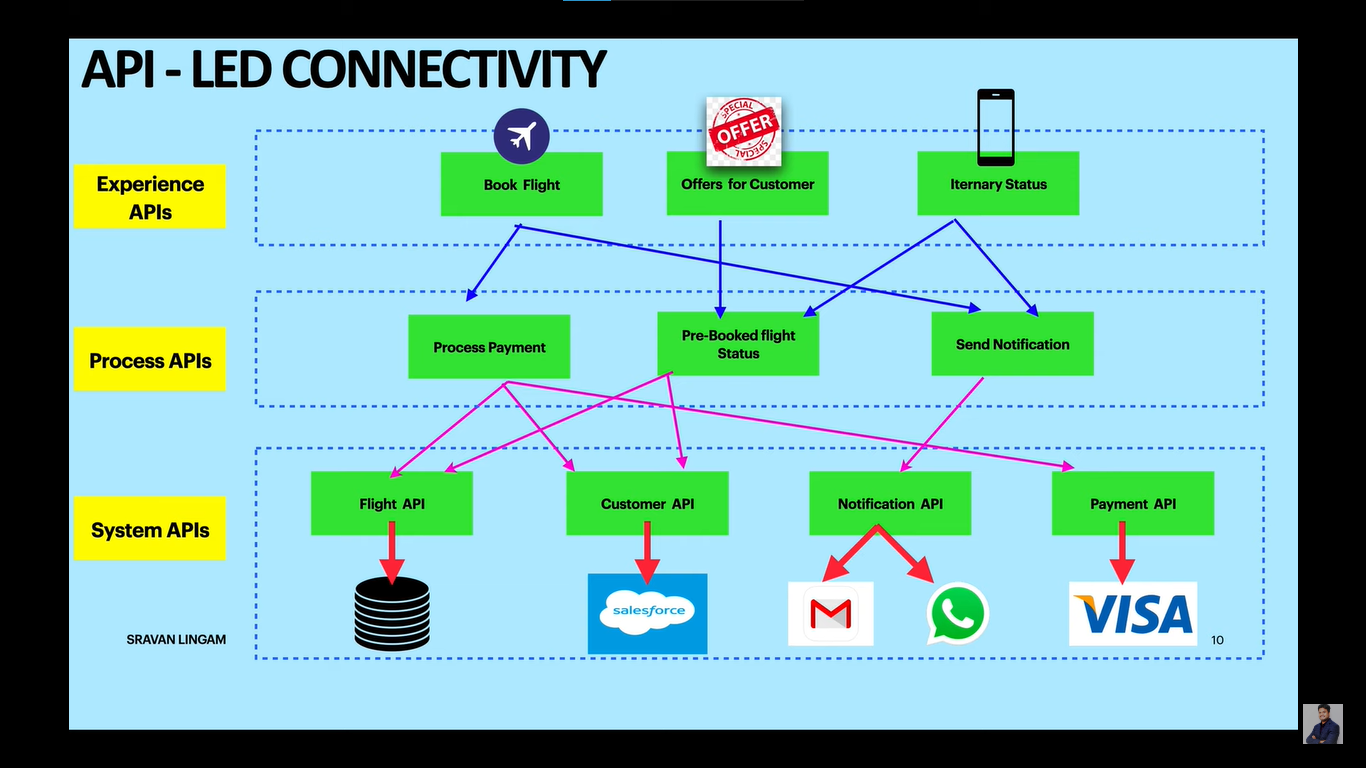 API - LED CONNECTIVITY
SPECIAL
OFFER
SPECIAL
Experience
APIs
Book Flight
Offers for Customer
Iternary Status
Process APIs
Process Payment
Pre-Booked flight
Status
Send Notification
System APIs
Flight API
Customer API
Notification API
Payment API
salesforce
VISA
SRAVAN LINGAM
10